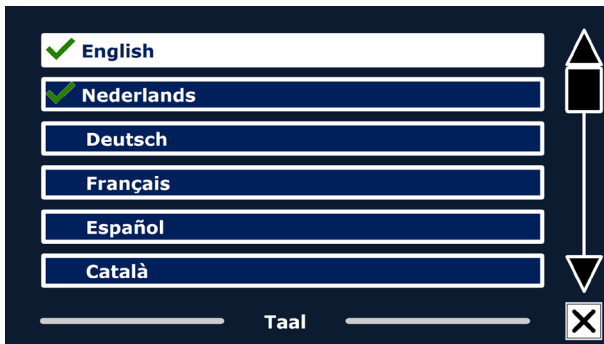 English
Nederlands
Deutsch
Français
Español
Català
Taal